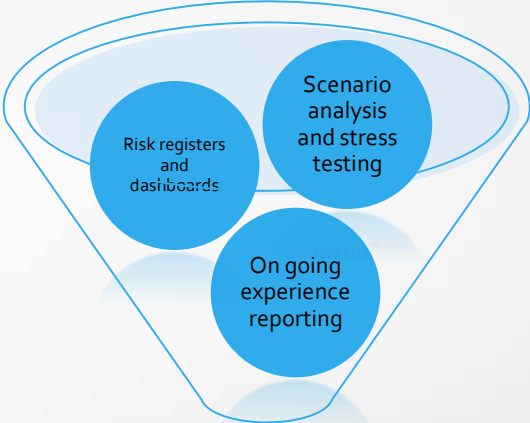 Risk registers
and
dashboards
Scenario
analysis
and stress
testing
On going
experience
reporting